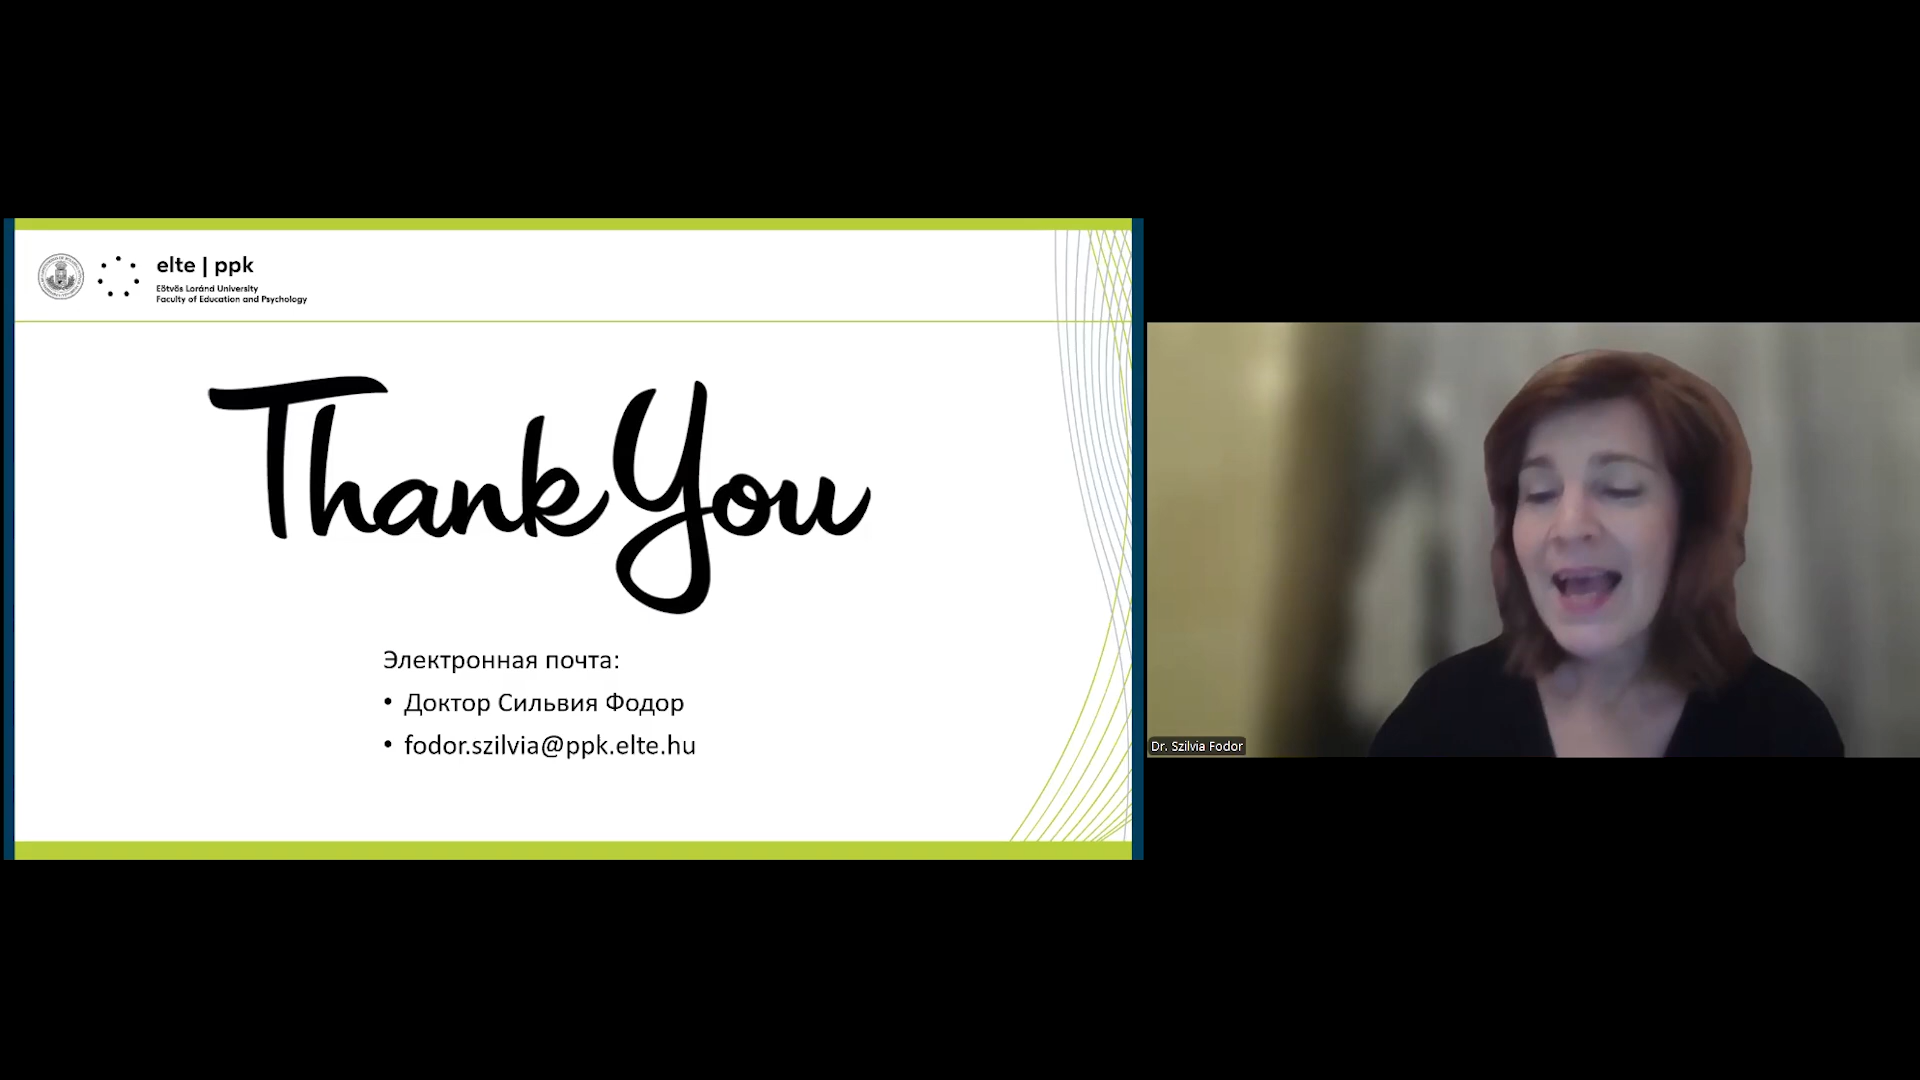 elte | ppk
Eötvös Loránd University
Faculty of Education and Psychology
Thank You
Электронная почта:
• Доктор Сильвия Фодор
• fodor.szilvia@ppk.elte.hu
Dr. Szilvia Fodor